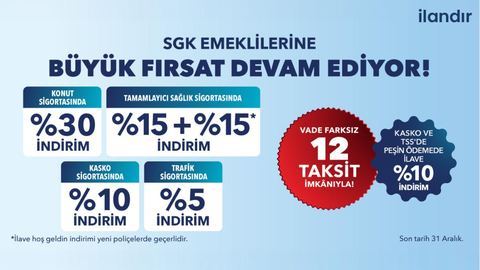 ilandır
SGK EMEKLİLERİNE
BÜYÜK FIRSAT DEVAM EDİYOR!
KONUT
SİGORTASINDA
%30
İNDİRİM
TAMAMLAYICI SAĞLIK SİGORTASINDA
%15+%15*
İNDİRİM
KASKO
SİGORTASINDA
%10
İNDİRİM
TRAFİK
SİGORTASINDA
%5
İNDİRİM
VADE FARKSIZ
12
TAKSİT
İMKÂNIYLA!
KASKO VE
TSS'DE
PEŞİN ÖDEMEDE
İLAVE
%10
İNDİRİM
*İlave hoş geldin indirimi yeni poliçelerde geçerlidir.
Son tarih 31 Aralık.